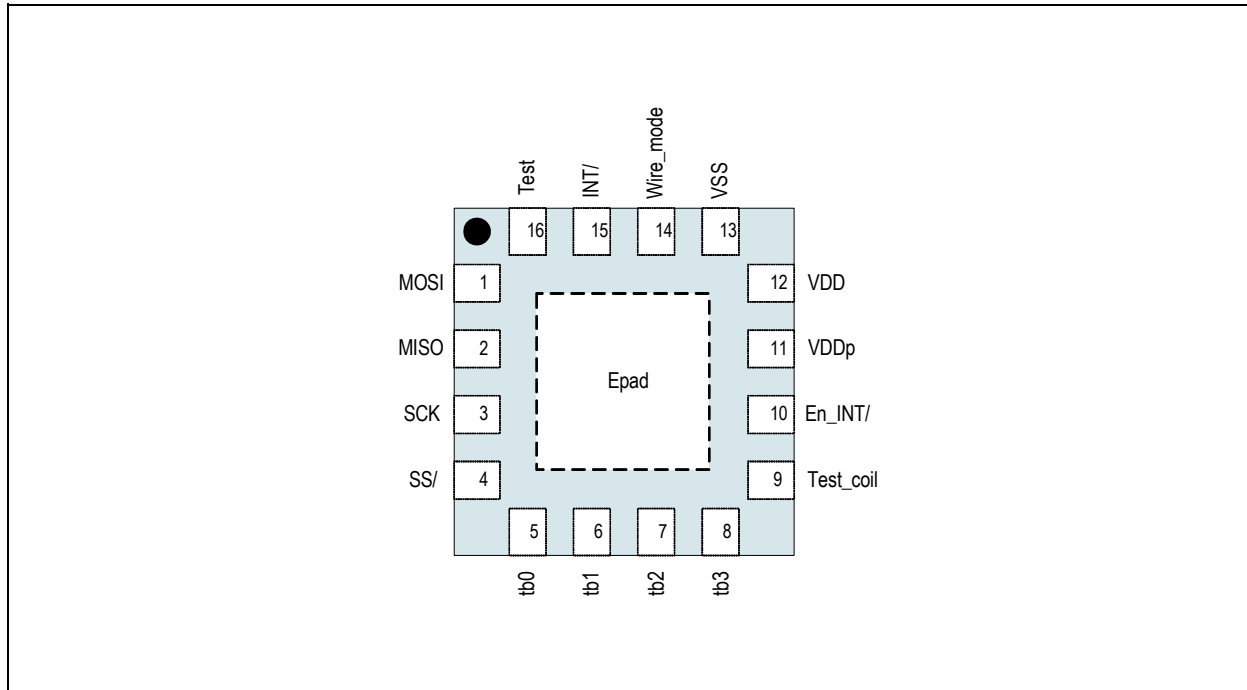 Test
INT/
Wire_mode
VSS
16
15
14
13
MOSI 1
12 VDD
MISO 2
11 VDDp
Epad
SCK 3
10 En_INT/
SS/ 4
9 Test_coil
5
6
7
8
tb0
tb1
tb2
tb3